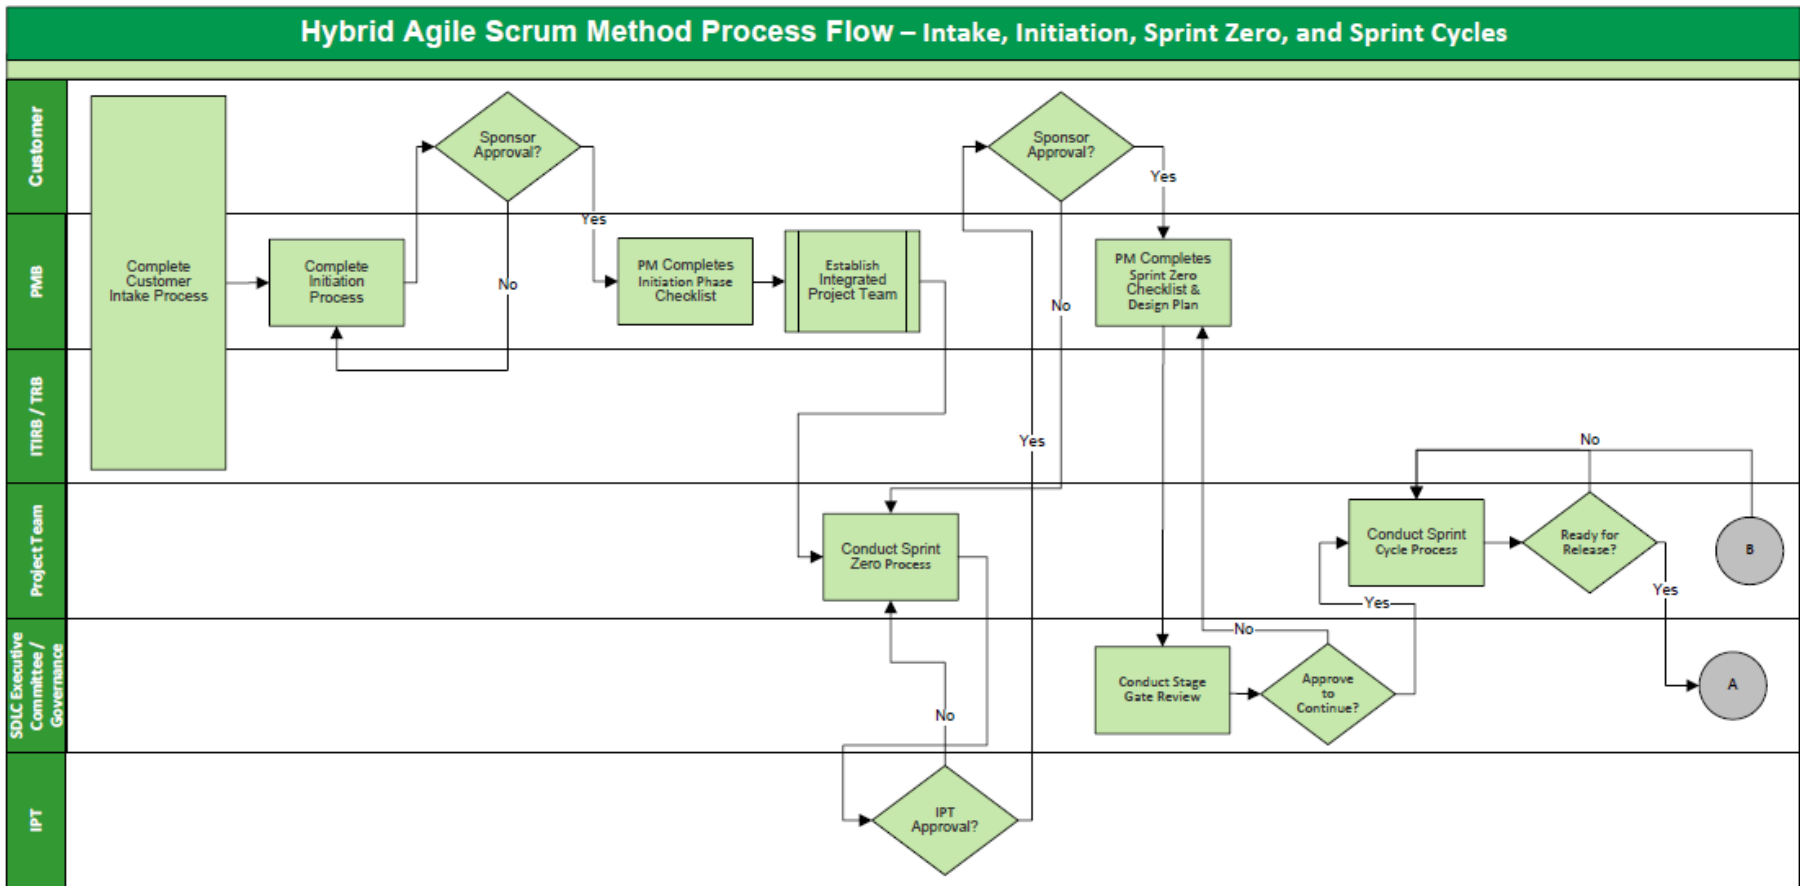 Hybrid Agile Scrum Method Process Flow – Intake, Initiation, Sprint Zero, and Sprint Cycles
Customer
Sponsor
Approval?
Yes
No
Sponsor
Approval?
Yes
No
PMB
Complete
Customer
Intake Process
Complete
Initiation
Process
PM Completes
Initiation Phase
Checklist
Establish
Integrated
Project Team
PM Completes
Sprint Zero
Checklist &
Design Plan
ITIRB / TRB
Yes
No
Project Team
Conduct Sprint
Zero Process
Conduct Sprint
Cycle Process
Ready for
Release?
B
Yes
Yes
SDLC Executive
Committee /
Governance
No
Conduct Stage
Gate Review
Approve
to
Continue?
A
No
IPT
IPT
Approval?